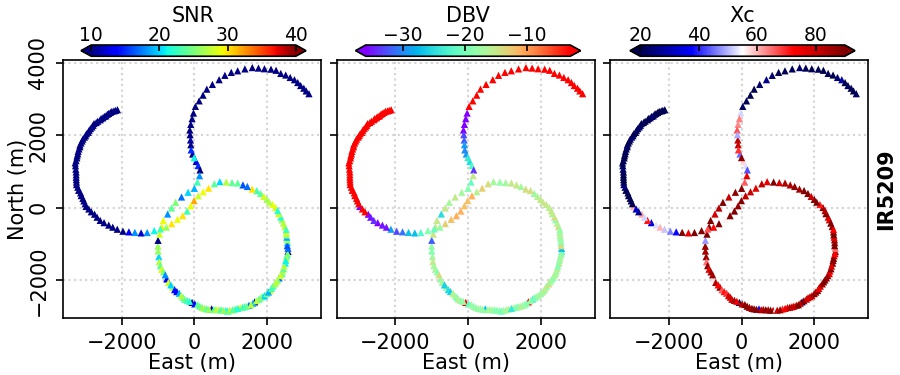 SNR DBV Xc
10 20 30 40 −30 −20 −10 20 40 60 80
4000
2000
0
−2000
North (m)
IR5209
−2000 0 2000 −2000 0 2000 −2000 0 2000
East (m) East (m) East (m)